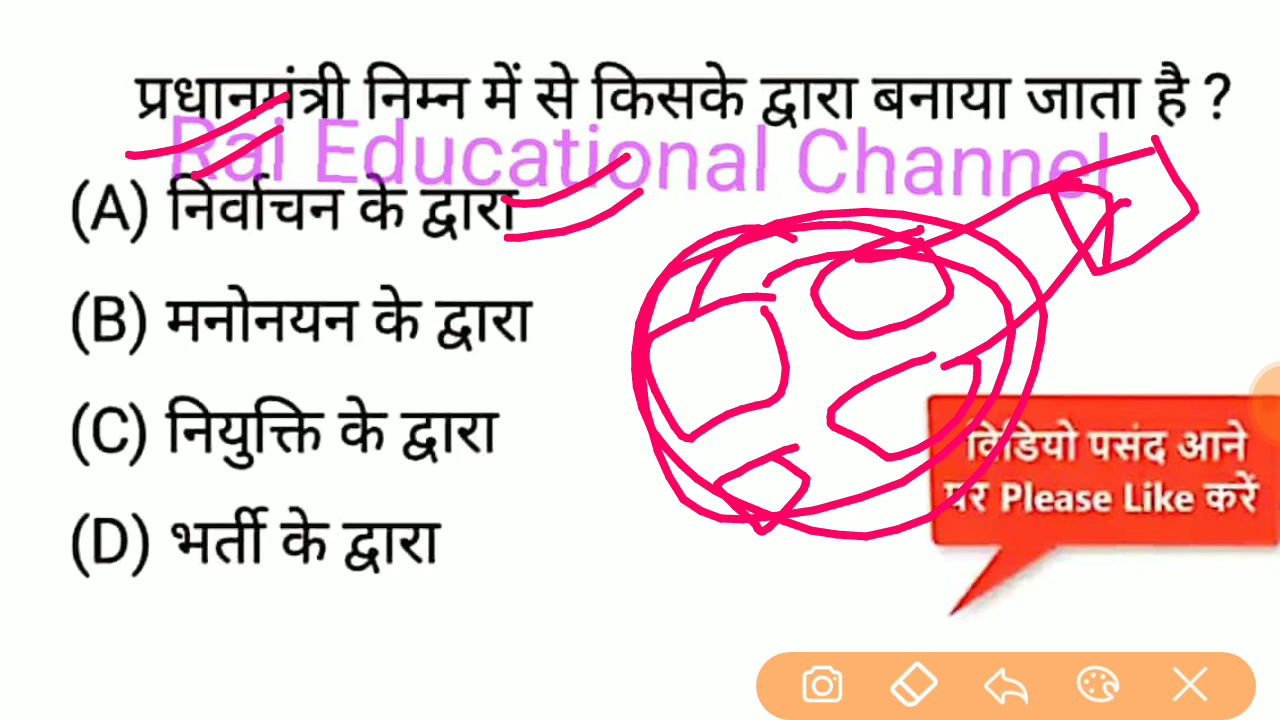 प्रधानमंत्री निम्न में से किसके द्वारा बनाया जाता है ?
Rai Educational Channel
(A) निर्वाचन के द्वारा
(B) मनोनयन के द्वारा
(C) नियुक्ति के द्वारा
(D) भर्ती के द्वारा
विडियो पसंद आने
पर Please Like करें